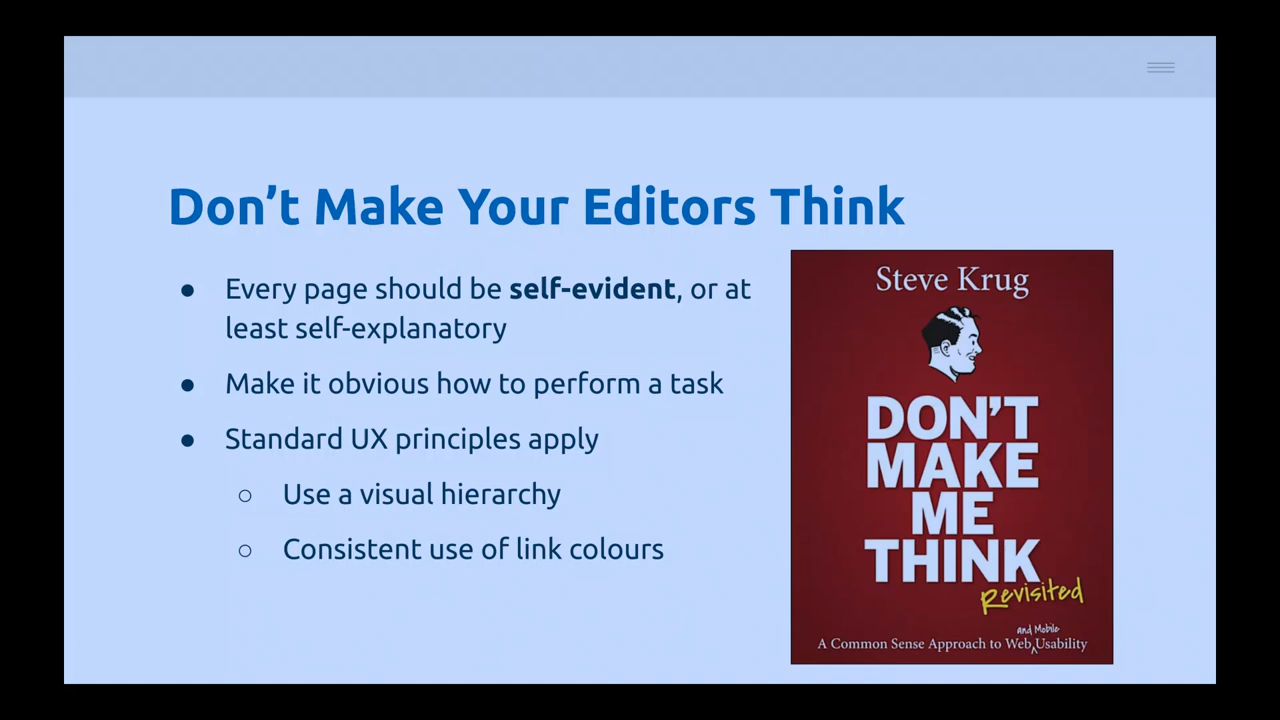 Don’t Make Your Editors Think
● Every page should be self-evident, or at
least self-explanatory
● Make it obvious how to perform a task
● Standard UX principles apply
○ Use a visual hierarchy
○ Consistent use of link colours
Steve Krug
DON’T
MAKE
ME
THINK
Revisited
and Mobile
A Common Sense Approach to Web Usability